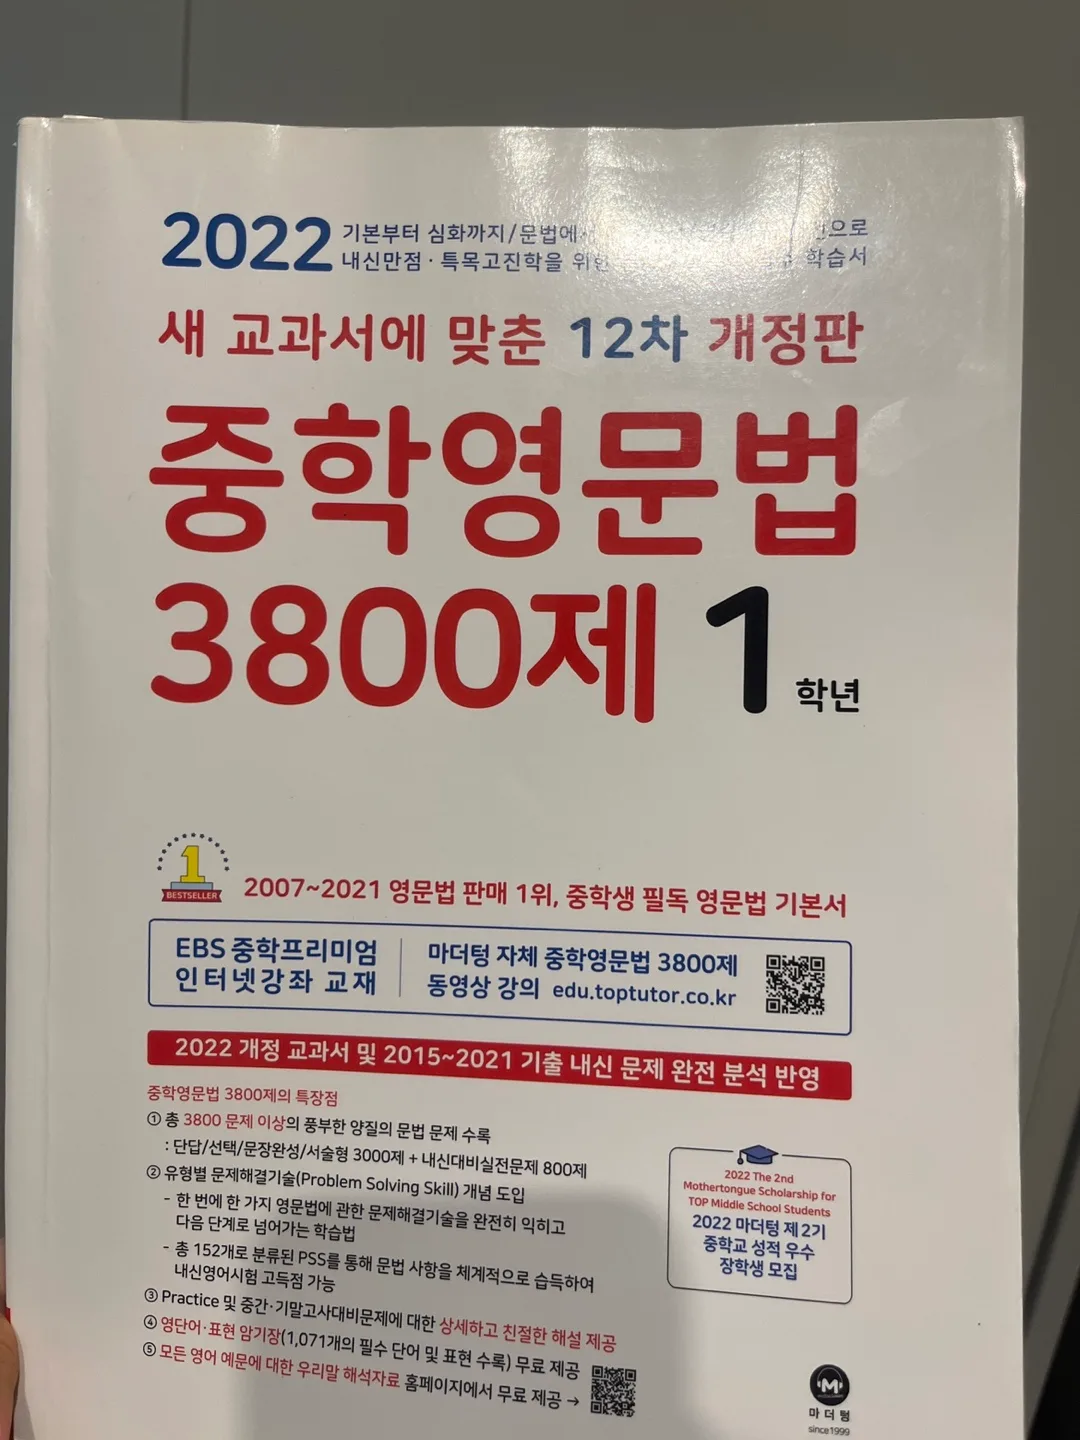 2022
기본부터 심화까지/문법에서 으로
내신만점·특목고진학을 위한 학습서
새 교과서에 맞춘 12차 개정판
중학영문법
3800제 1 학년
1
BESTSELLER
2007~2021 영문법 판매 1위, 중학생 필독 영문법 기본서
EBS 중학프리미엄
인터넷강좌 교재
마더텅 자체 중학영문법 3800제
동영상 강의 edu.toptutor.co.kr
2022 개정 교과서 및 2015~2021 기출 내신 문제 완전 분석 반영
중학영문법 3800제의 특장점
① 총 3800 문제 이상의 풍부한 양질의 문법 문제 수록
: 단답/선택/문장완성/서술형 3000제 + 내신대비실전문제 800제
② 유형별 문제해결기술(Problem Solving Skill) 개념 도입
- 한 번에 한 가지 영문법에 관한 문제해결기술을 완전히 익히고
다음 단계로 넘어가는 학습법
- 총 152개로 분류된 PSS를 통해 문법 사항을 체계적으로 습득하여
내신영어시험 고득점 가능
③ Practice 및 중간·기말고사대비문제에 대한 상세하고 친절한 해설 제공
④ 영단어·표현 암기장(1,071개의 필수 단어 및 표현 수록) 무료 제공
⑤ 모든 영어 예문에 대한 우리말 해석자료 홈페이지에서 무료 제공 →
2022 The 2nd
Mothertongue Scholarship for
TOP Middle School Students
2022 마더텅 제2기
중학교 성적 우수
장학생 모집
M
마더텅
since1999